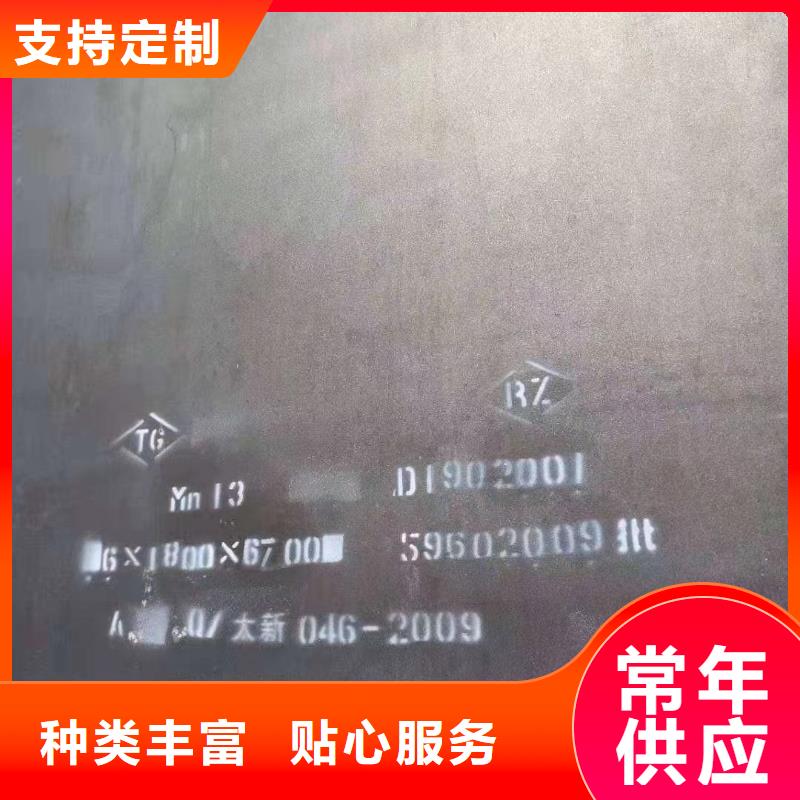 支持定制
BZ
TG
Mn13 D1902001
6×1800×6700 59602009
太新 046-2009
种类丰富 贴心服务
常年
供应